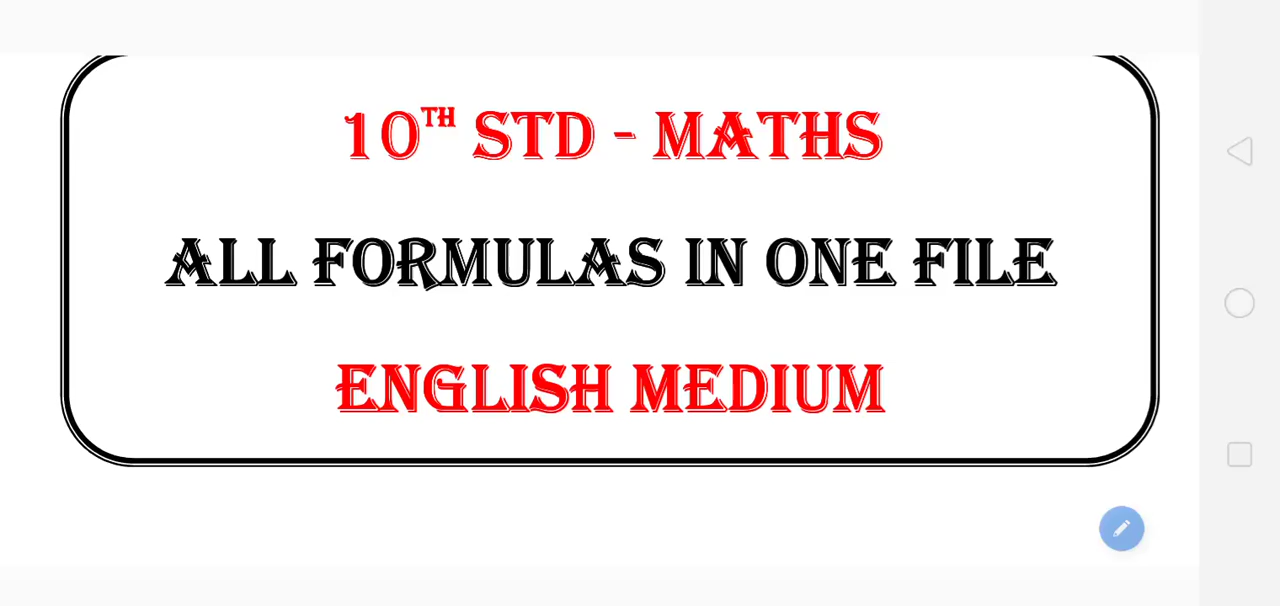 10TH STD - MATHS
ALL FORMULAS IN ONE FILE
ENGLISH MEDIUM